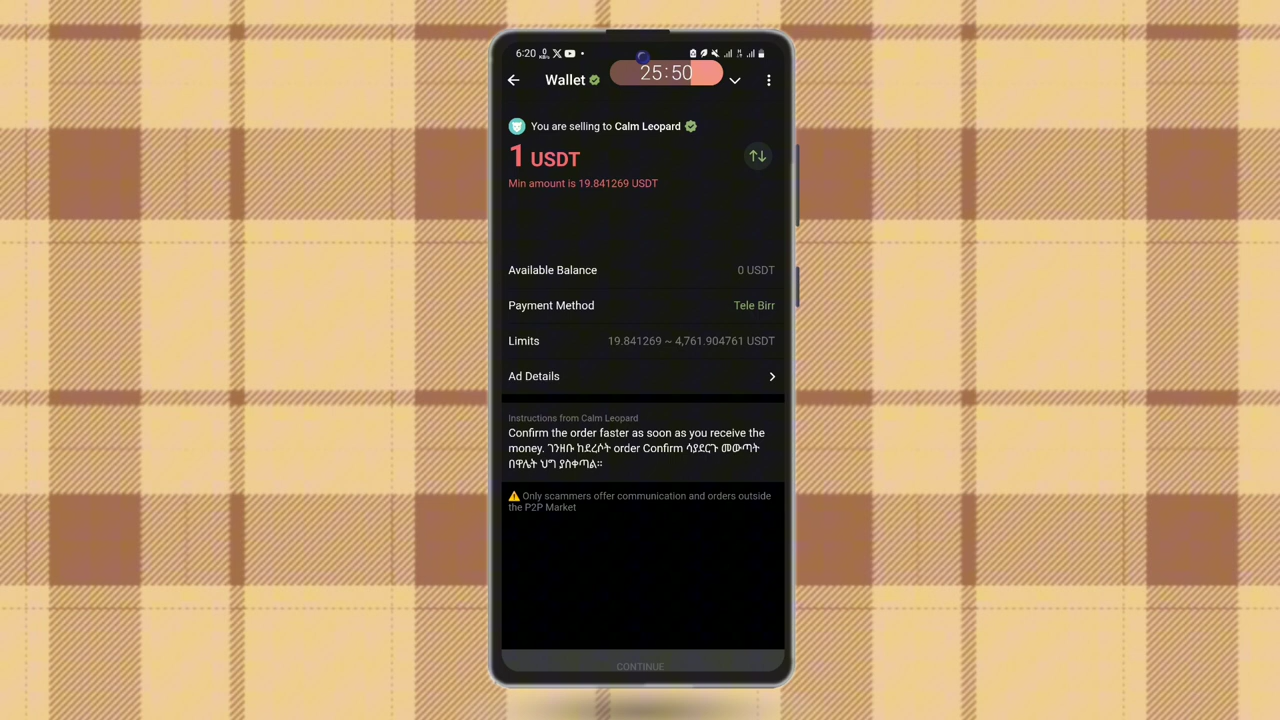 6:20
25:50
Wallet
You are selling to Calm Leopard
1 USDT
Min amount is 19.841269 USDT
Available Balance 0 USDT
Payment Method Tele Birr
Limits 19.841269 ~ 4,761.904761 USDT
Ad Details
Instructions from Calm Leopard
Confirm the order faster as soon as you receive the
money. ገንዘቡ ከደረሶት order Confirm ሳያደርጉ መውጣት
በዋሌት ህግ ያስቀጣል።
⚠️ Only scammers offer communication and orders outside
the P2P Market
CONTINUE